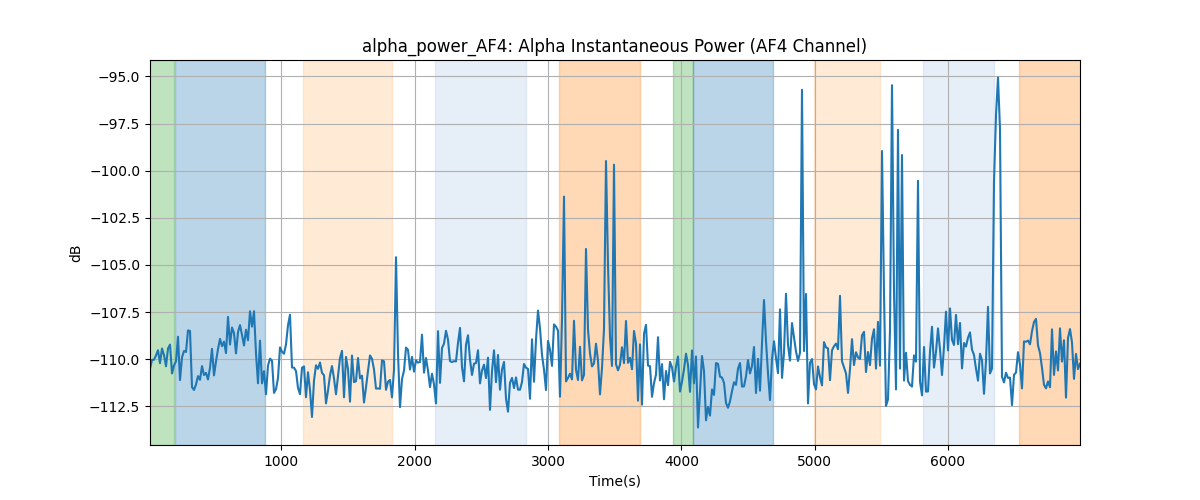 alpha_power_AF4: Alpha Instantaneous Power (AF4 Channel)
−95.0
−97.5
−100.0
−102.5
−105.0
−107.5
−110.0
−112.5
dB
1000 2000 3000 4000 5000 6000
Time(s)